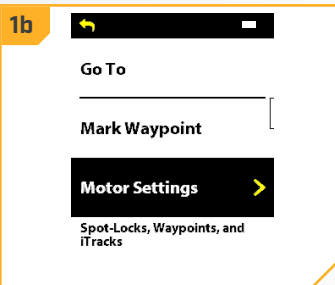 1b
Go To
Mark Waypoint
Motor Settings
Spot-Locks, Waypoints, and
iTracks